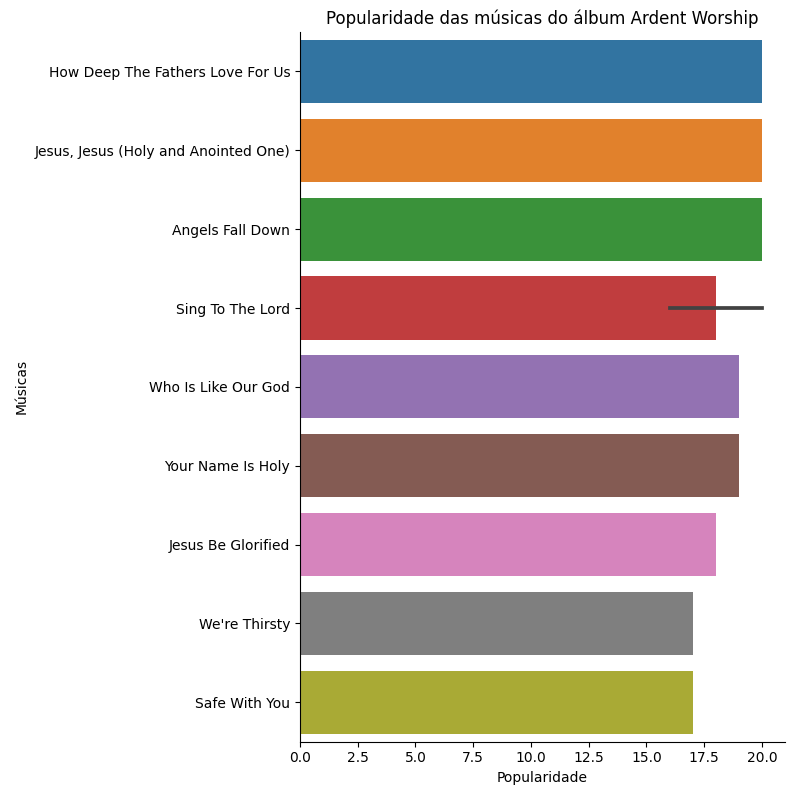 Popularidade das músicas do álbum Ardent Worship
How Deep The Fathers Love For Us
Jesus, Jesus (Holy and Anointed One)
Angels Fall Down
Sing To The Lord
Who Is Like Our God
Your Name Is Holy
Jesus Be Glorified
We're Thirsty
Safe With You
Músicas
0.0 2.5 5.0 7.5 10.0 12.5 15.0 17.5 20.0
Popularidade